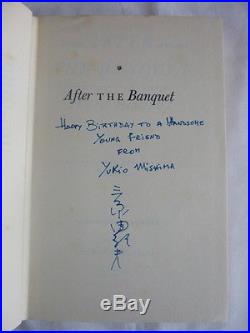 After THE Banquet
HAPPY BIRTHDAY TO A HANDSOME
YOUNG FRIEND
FROM
YUKIO MISHIMA
三島由紀夫